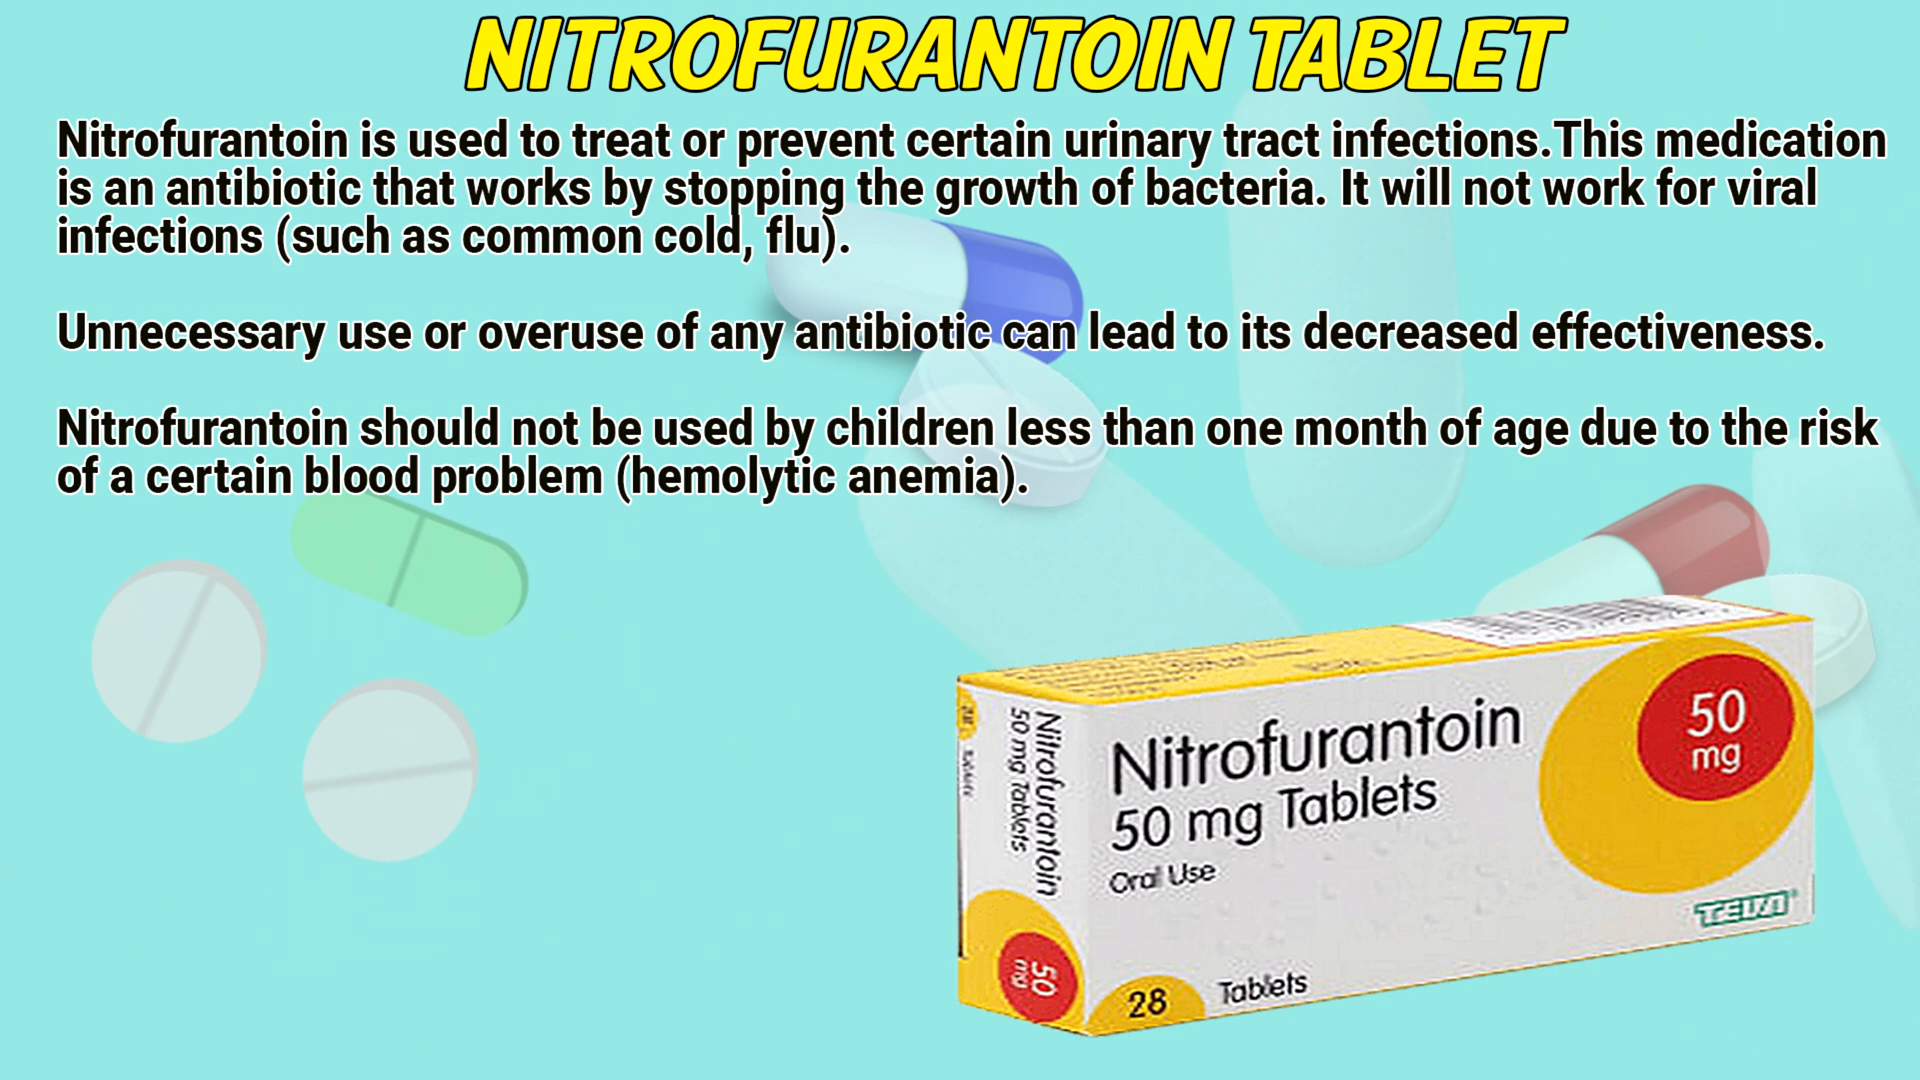 NITROFURANTOIN TABLET
Nitrofurantoin is used to treat or prevent certain urinary tract infections.This medication
is an antibiotic that works by stopping the growth of bacteria. It will not work for viral
infections (such as common cold, flu).
Unnecessary use or overuse of any antibiotic can lead to its decreased effectiveness.
Nitrofurantoin should not be used by children less than one month of age due to the risk
of a certain blood problem (hemolytic anemia).
Nitrofurantoin
50 mg Tablets
Oral Use
50
mg
TEVA
28 Tablets
Nitrofurantoin
50 mg Tablets
50
mg
28
Tablets